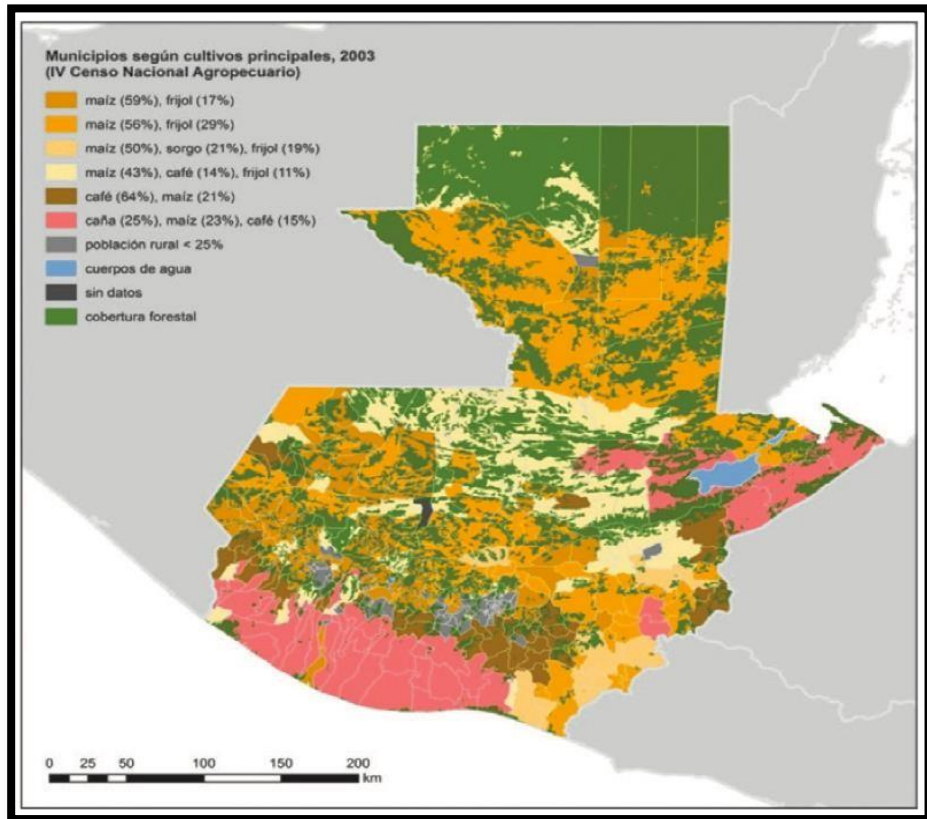 Municipios según cultivos principales, 2003
(IV Censo Nacional Agropecuario)
maíz (59%), frijol (17%)
maíz (56%), frijol (29%)
maíz (50%), sorgo (21%), frijol (19%)
maíz (43%), café (14%), frijol (11%)
café (64%), maíz (21%)
caña (25%), maíz (23%), café (15%)
población rural < 25%
cuerpos de agua
sin datos
cobertura forestal
0 25 50 100 150 200
km